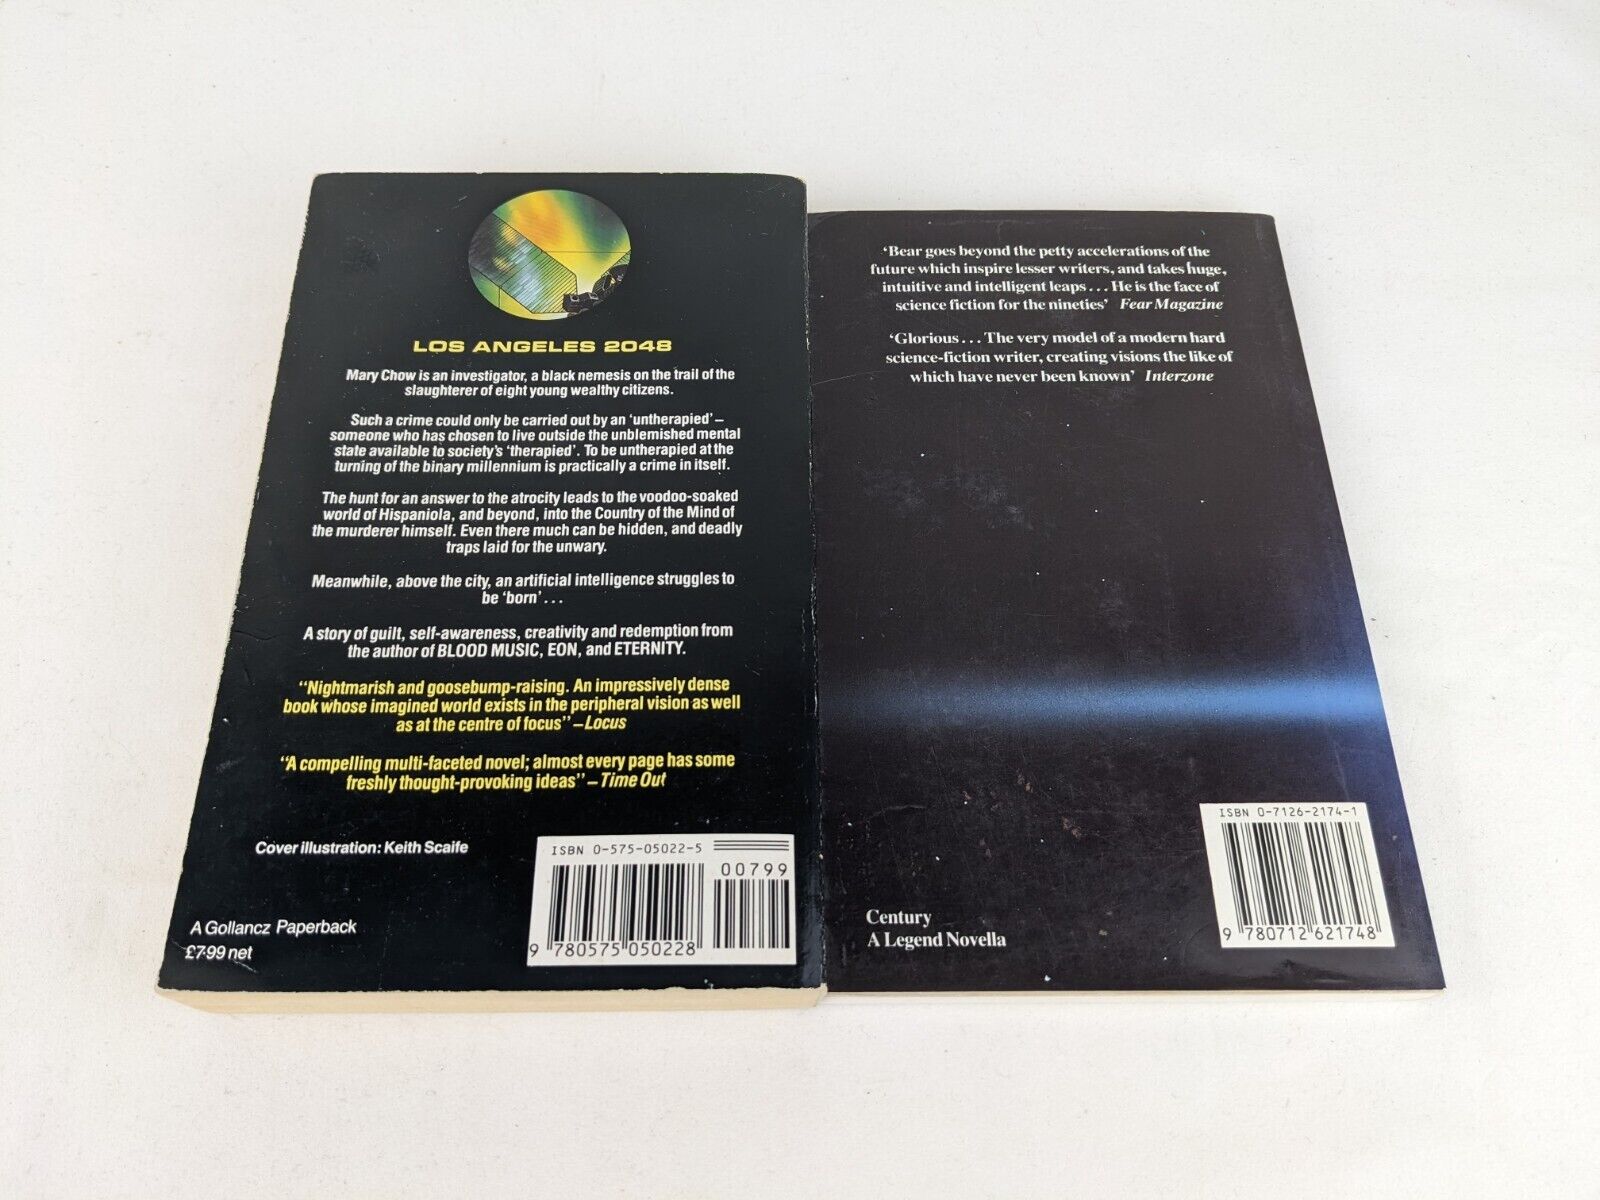 LOS ANGELES 2048
Mary Chow is an investigator, a black nemesis on the trail of the
slaughterer of eight young wealthy citizens.
Such a crime could only be carried out by an 'untherapied' –
someone who has chosen to live outside the unblemished mental
state available to society's 'therapied'. To be untherapied at the
turning of the binary millennium is practically a crime in itself.
The hunt for an answer to the atrocity leads to the voodoo-soaked
world of Hispaniola, and beyond, into the Country of the Mind of
the murderer himself. Even there much can be hidden, and deadly
traps laid for the unwary.
Meanwhile, above the city, an artificial intelligence struggles to
be 'born' . . .
A story of guilt, self-awareness, creativity and redemption from
the author of BLOOD MUSIC, EON, and ETERNITY.
"Nightmarish and goosebump-raising. An impressively dense
book whose imagined world exists in the peripheral vision as well
as at the centre of focus" – Locus
"A compelling multi-faceted novel; almost every page has some
freshly thought-provoking ideas" – Time Out
Cover illustration: Keith Scaife
A Gollancz Paperback
£7·99 net
ISBN 0-575-05022-5
00799
9 780575 050228
'Bear goes beyond the petty accelerations of the
future which inspire lesser writers, and takes huge,
intuitive and intelligent leaps . . . He is the face of
science fiction for the nineties' Fear Magazine
'Glorious . . . The very model of a modern hard
science-fiction writer, creating visions the like of
which have never been known' Interzone
Century
A Legend Novella
ISBN 0-7126-2174-1
9 780712 621748